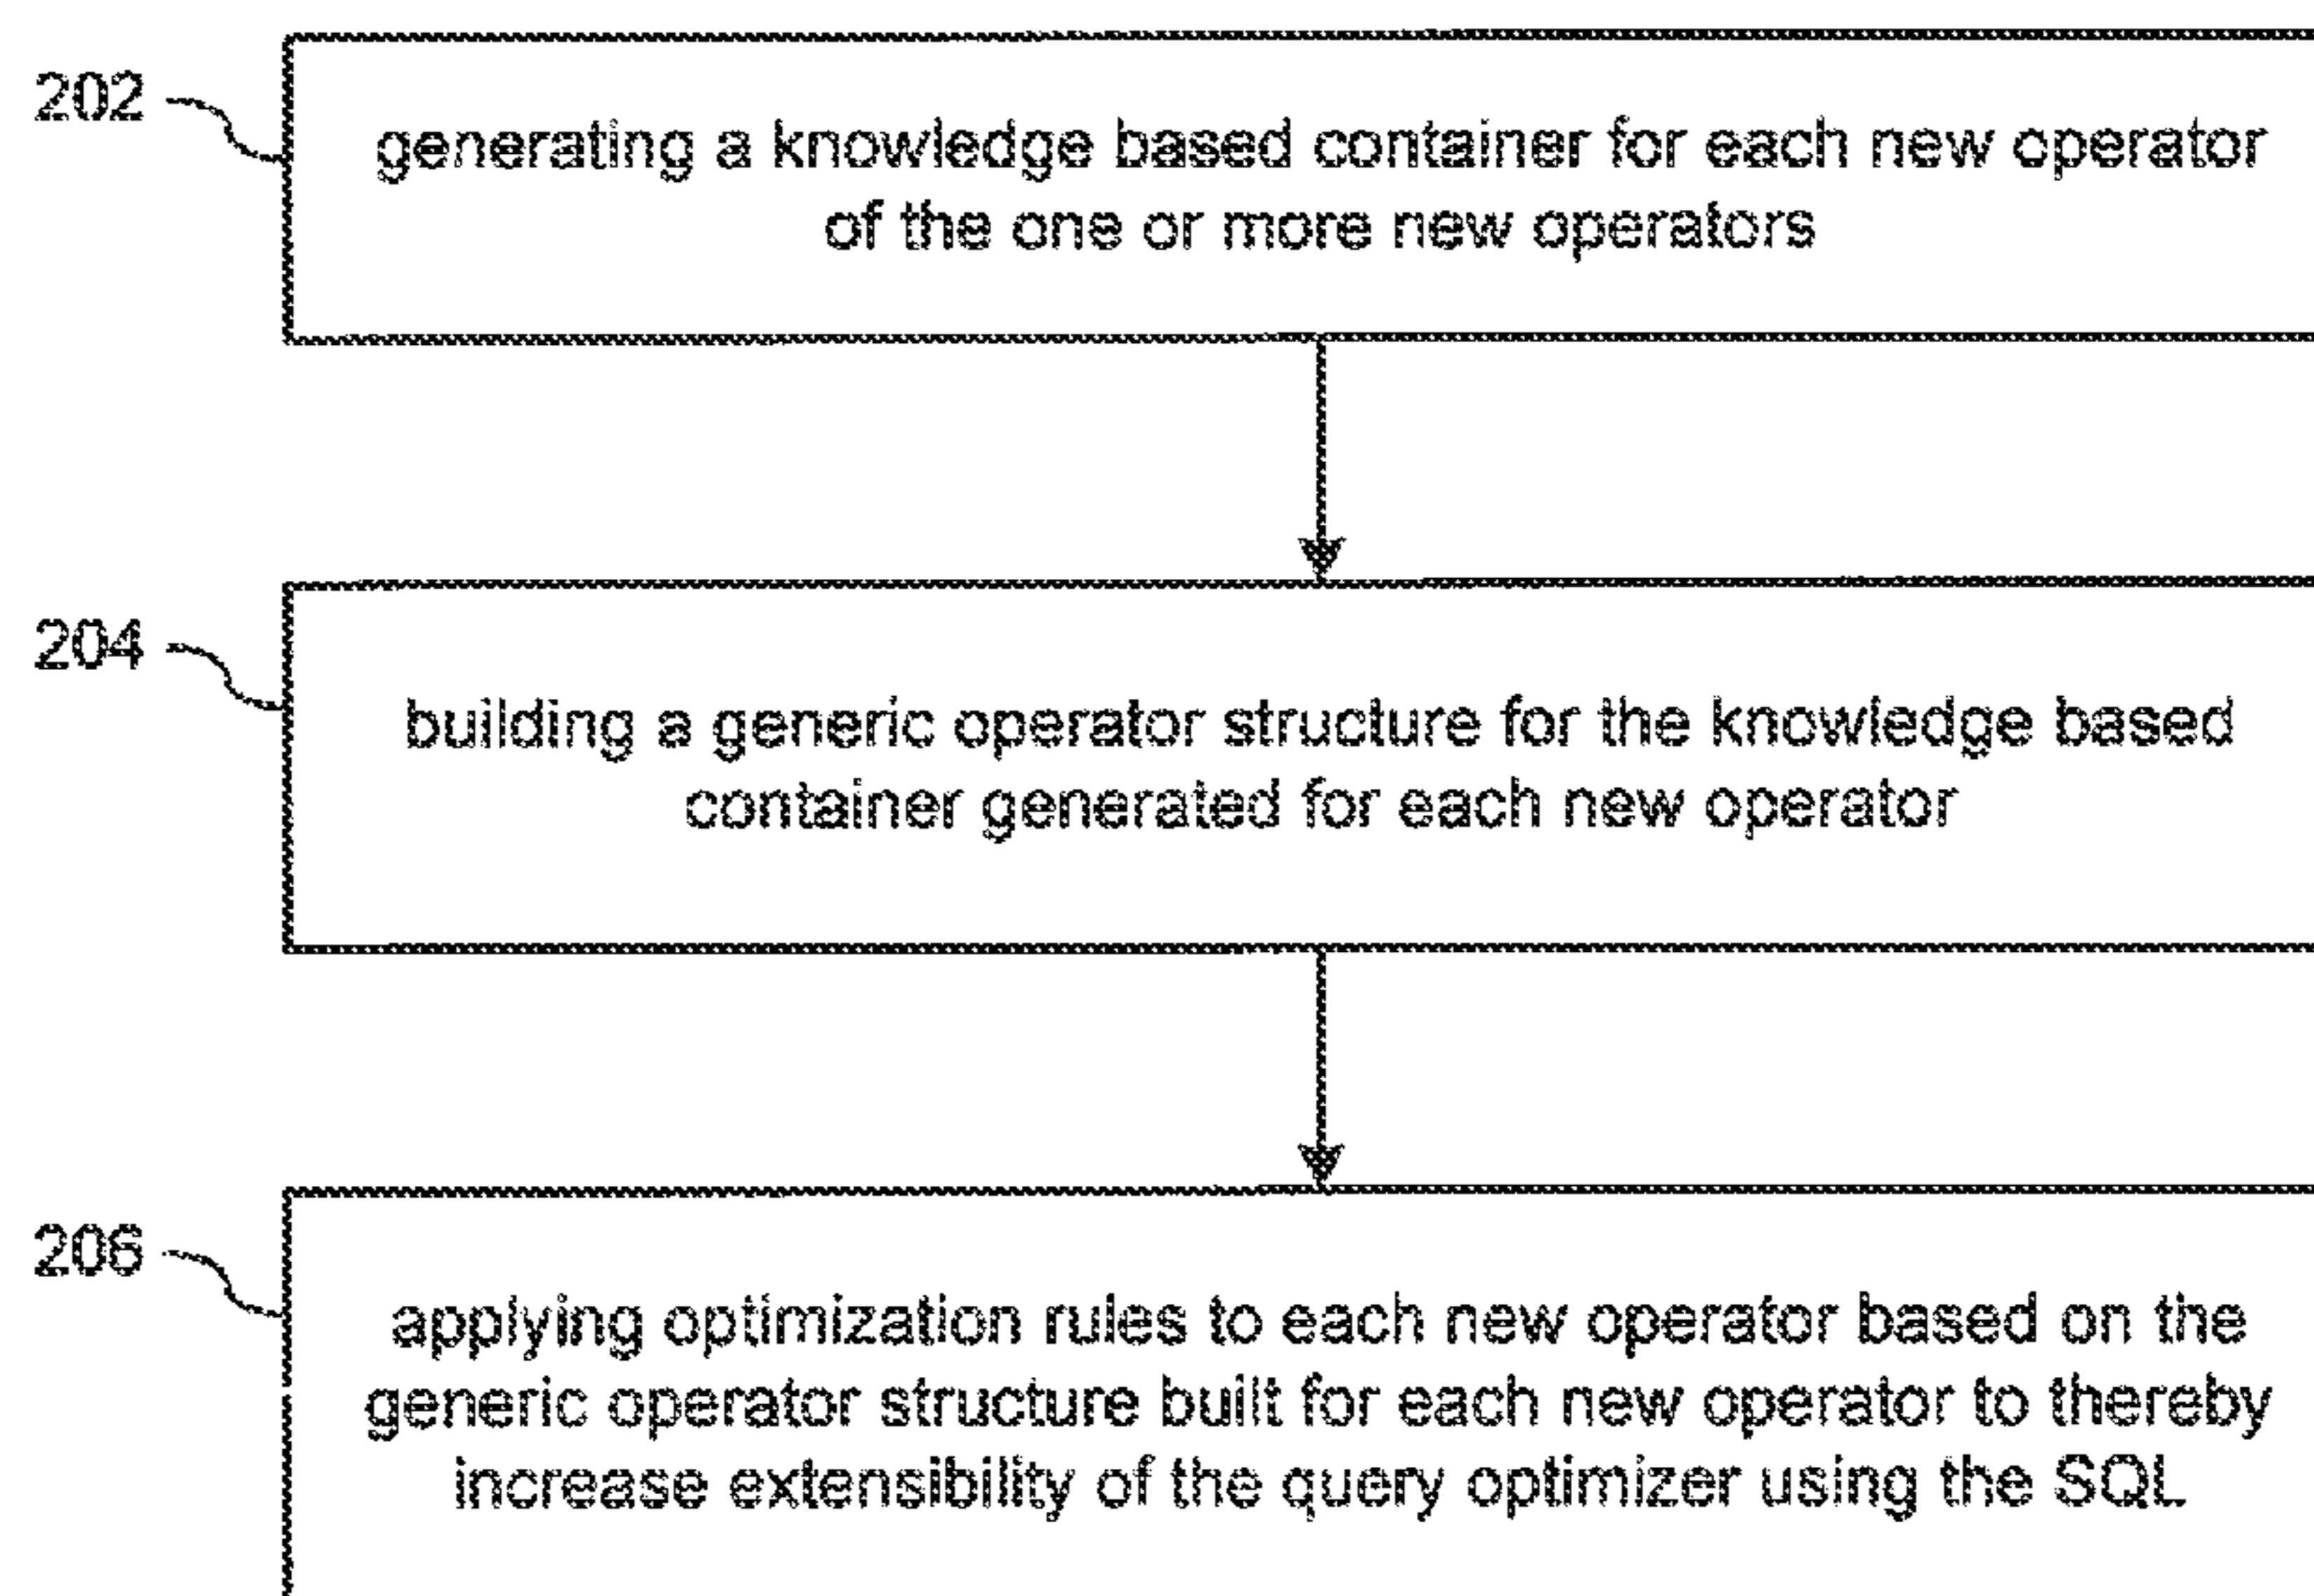 202
generating a knowledge based container for each new operator
of the one or more new operators
204
building a generic operator structure for the knowledge based
container generated for each new operator
206
applying optimization rules to each new operator based on the
generic operator structure built for each new operator to thereby
increase extensibility of the query optimizer using the SQL